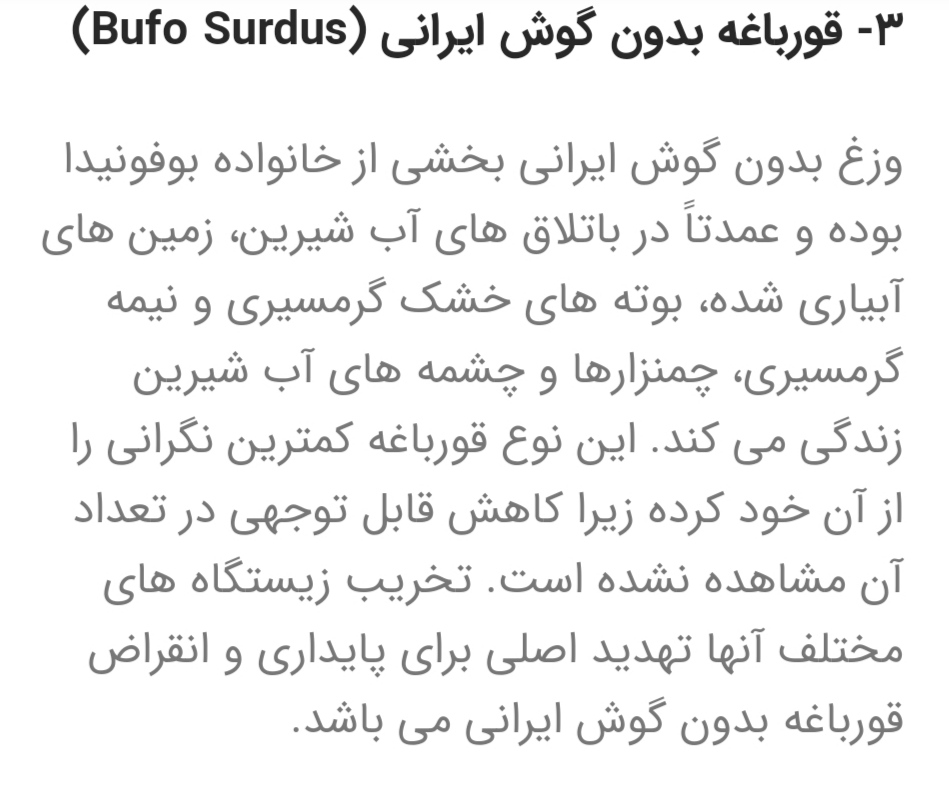 ۳- قورباغه بدون گوش ایرانی (Bufo Surdus)
وزغ بدون گوش ایرانی بخشی از خانواده بوفونیدا
بوده و عمدتاً در باتلاق های آب شیرین، زمین های
آبیاری شده، بوته های خشک گرمسیری و نیمه
گرمسیری، چمنزارها و چشمه های آب شیرین
زندگی می کند. این نوع قورباغه کمترین نگرانی را
از آن خود کرده زیرا کاهش قابل توجهی در تعداد
آن مشاهده نشده است. تخریب زیستگاه های
مختلف آنها تهدید اصلی برای پایداری و انقراض
قورباغه بدون گوش ایرانی می باشد.